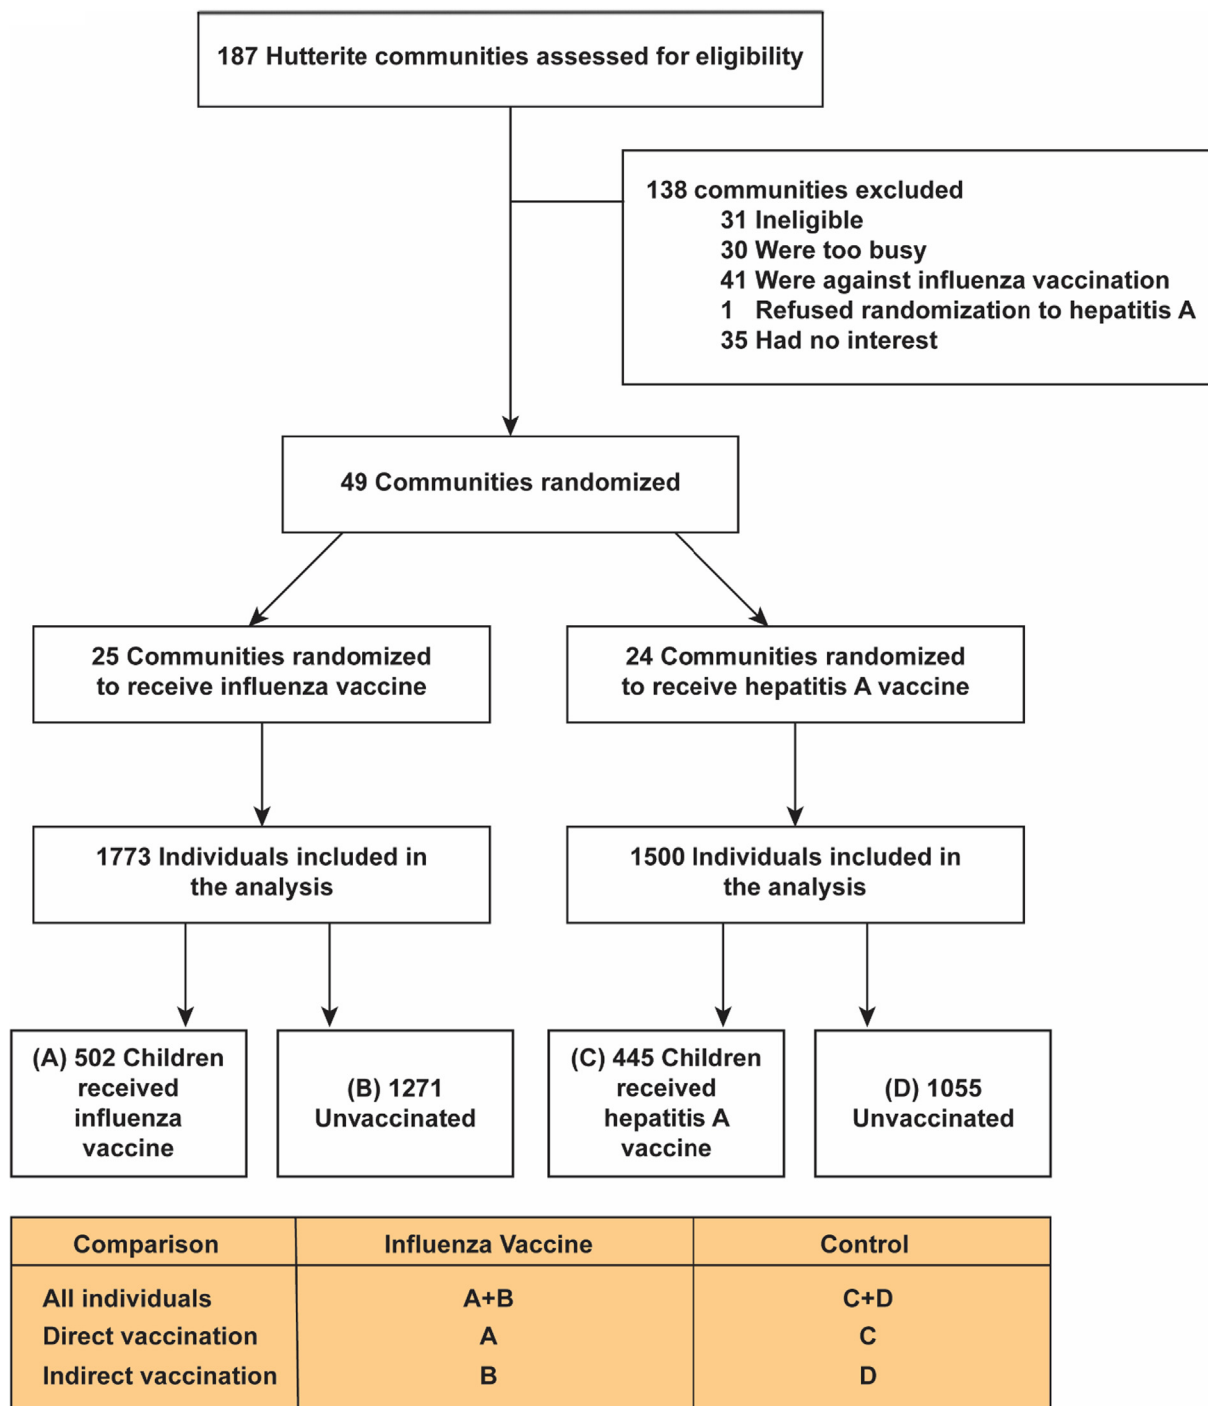 187 Hutterite communities assessed for eligibility
138 communities excluded
31 Ineligible
30 Were too busy
41 Were against influenza vaccination
1 Refused randomization to hepatitis A
35 Had no interest
49 Communities randomized
25 Communities randomized
to receive influenza vaccine
24 Communities randomized
to receive hepatitis A vaccine
1773 Individuals included in
the analysis
1500 Individuals included in
the analysis
(A) 502 Children
received
influenza
vaccine
(B) 1271
Unvaccinated
(C) 445 Children
received
hepatitis A
vaccine
(D) 1055
Unvaccinated
Comparison Influenza Vaccine Control
All individuals A+B C+D
Direct vaccination A C
Indirect vaccination B D